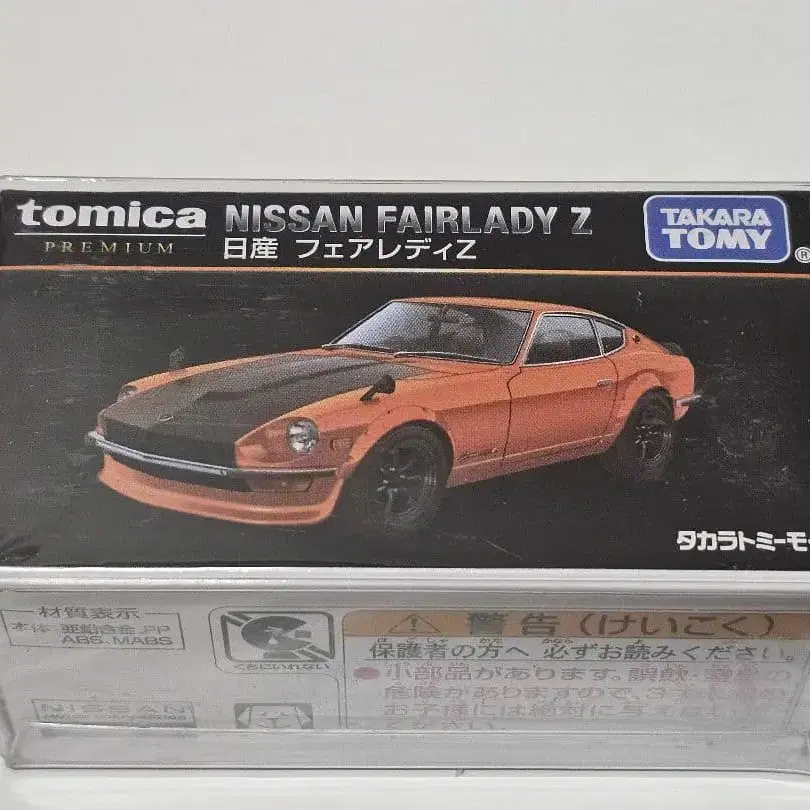 tomica
PREMIUM
NISSAN FAIRLADY Z
日産 フェアレディZ
TAKARA
TOMY
®
タカラトミーモ
材質表示
本体-亜鉛合金.PP
ABS.MABS
くちにいれない
NISSAN
警告(けいこく)
保護者の方へ 必ずお読みください。
●小部品があります。誤飲・窒息の
危険がありますので、3才未満の
お子様には絶対に与えない
ください